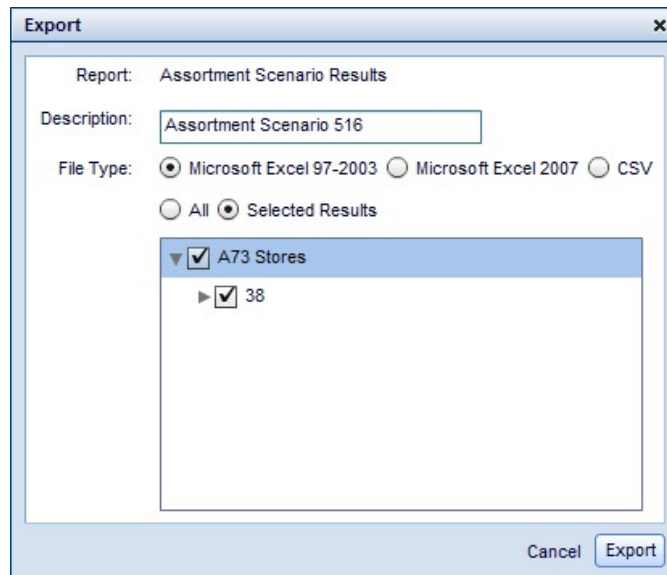 Export
Report: Assortment Scenario Results
Description: Assortment Scenario 516
File Type: Microsoft Excel 97-2003 Microsoft Excel 2007 CSV
All Selected Results
A73 Stores
38
Cancel Export